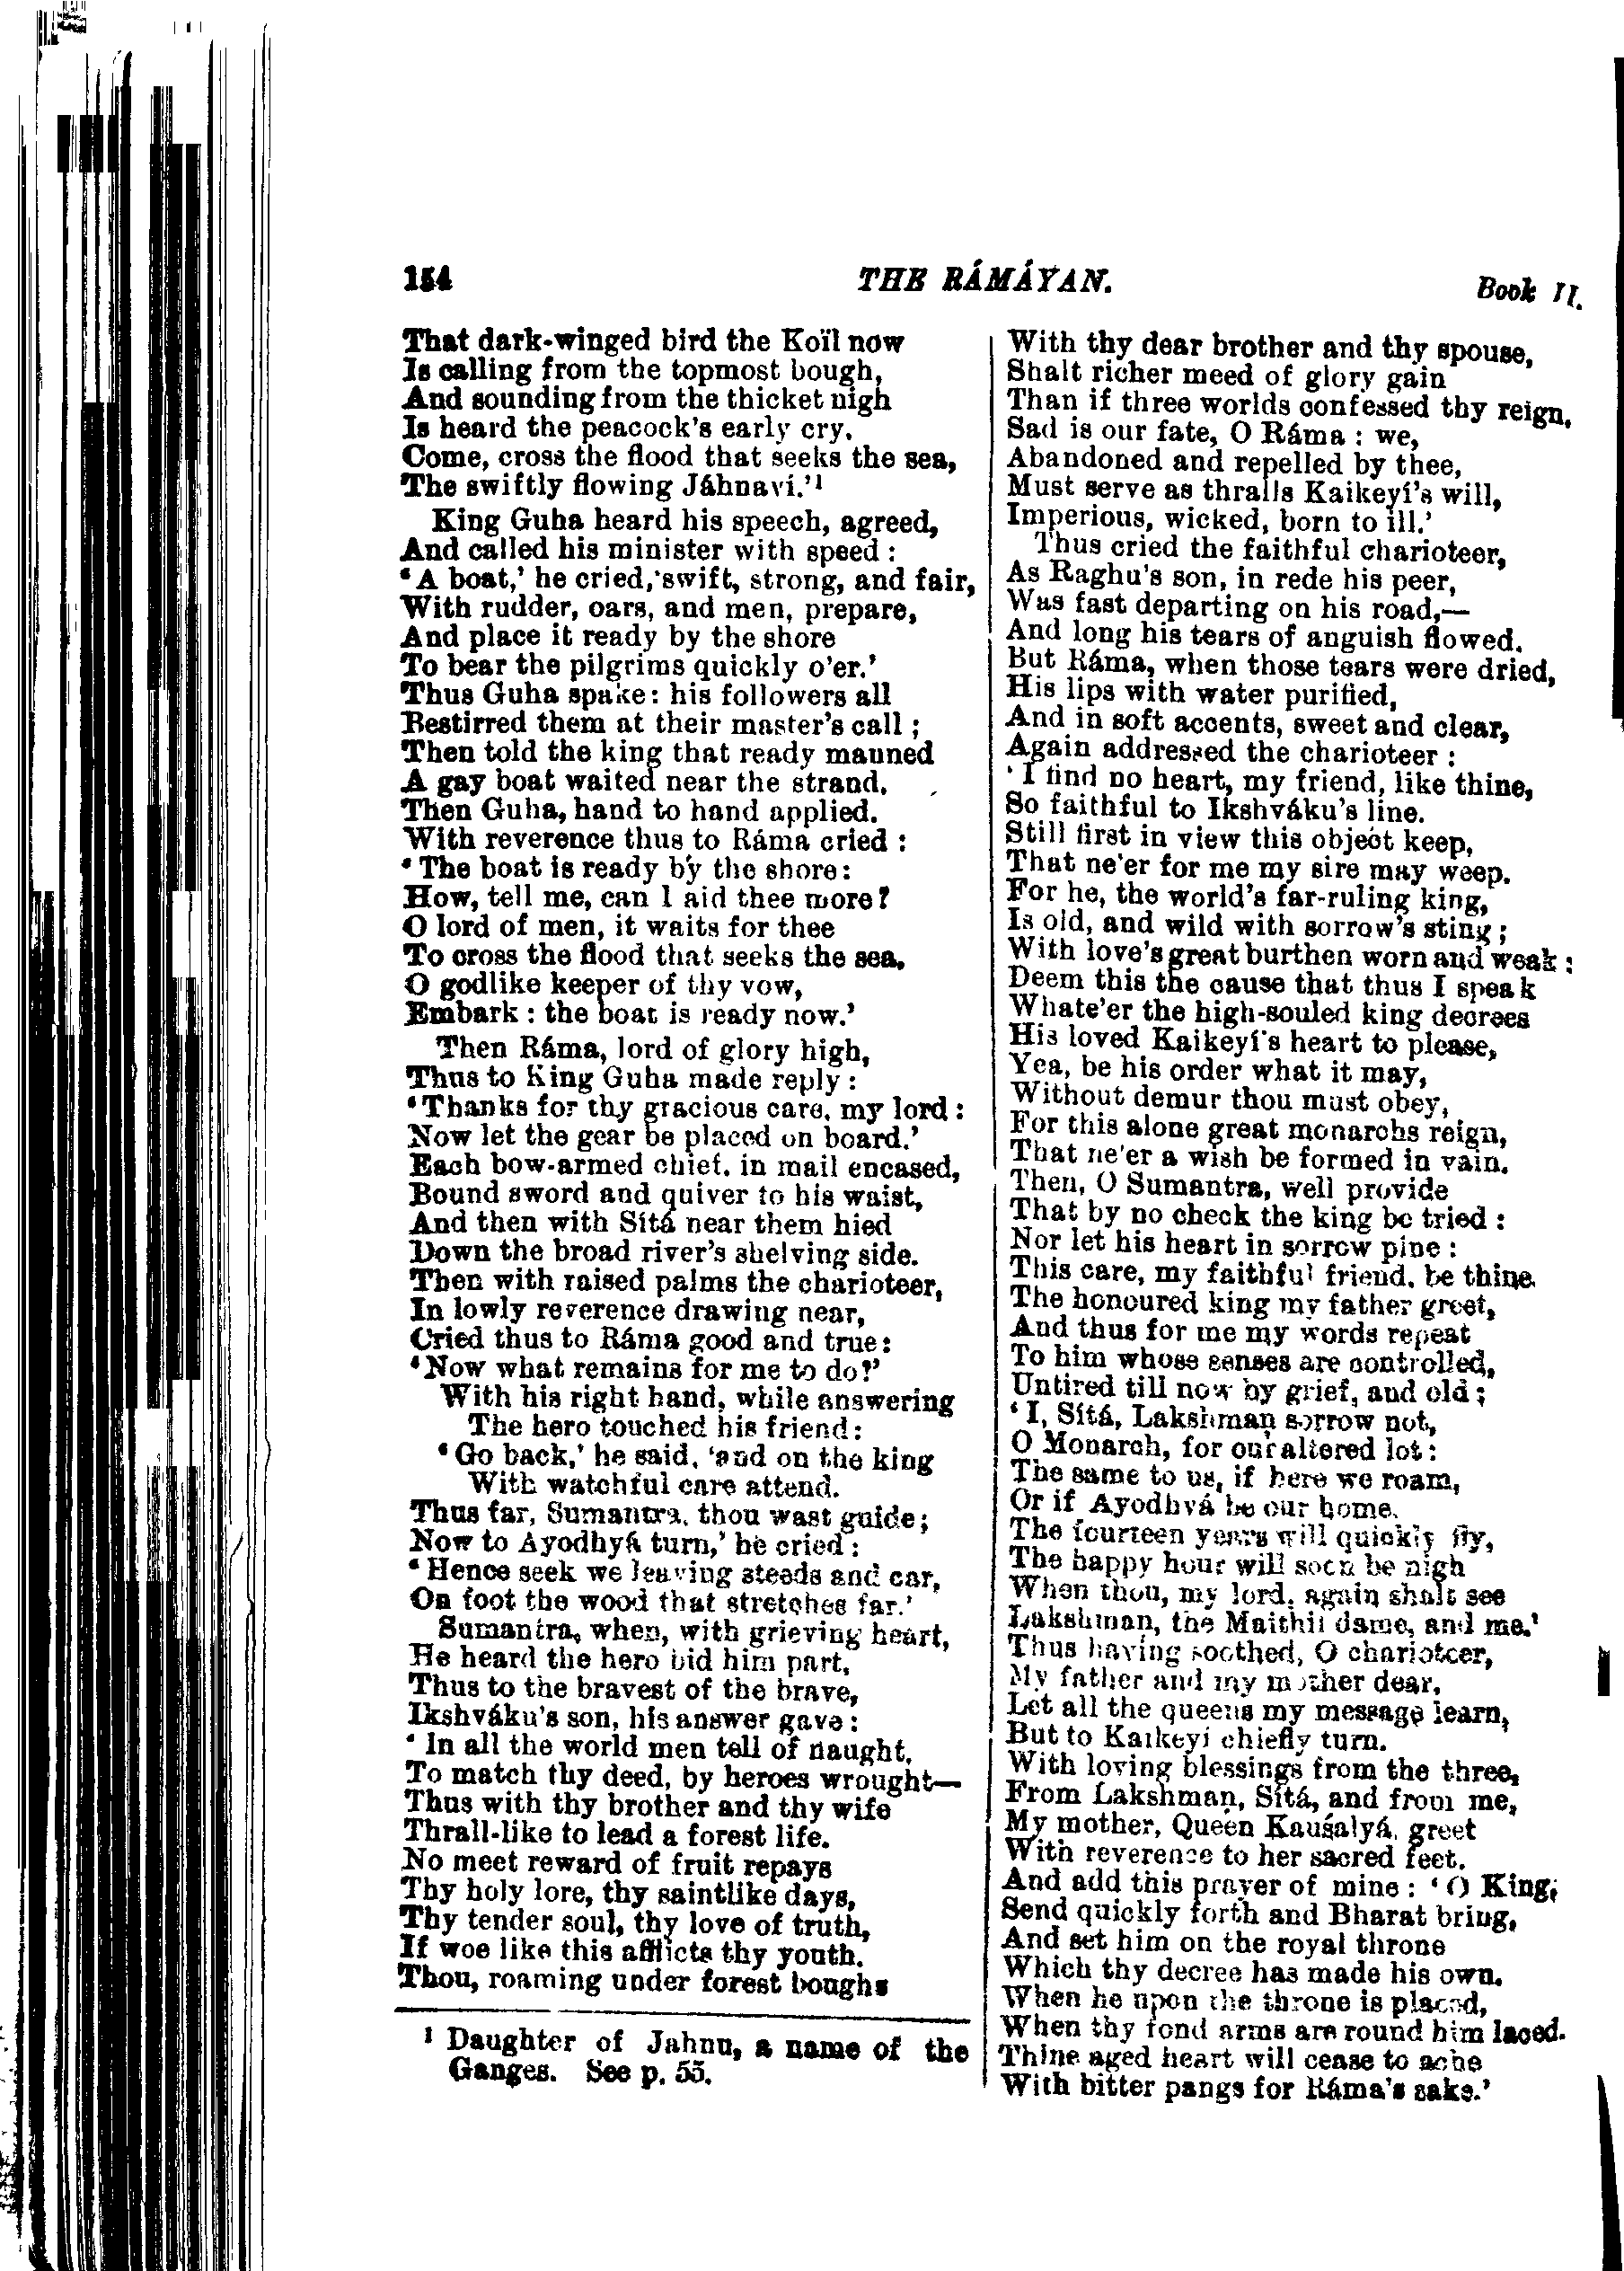 154
THE RÁMÁYAN.
Book II.
That dark-winged bird the Koïl now
Is calling from the topmost bough,
And sounding from the thicket nigh
Is heard the peacock's early cry.
Come, cross the flood that seeks the sea,
The swiftly flowing Jáhnaví.'¹
King Guha heard his speech, agreed,
And called his minister with speed :
'A boat,' he cried, 'swift, strong, and fair,
With rudder, oars, and men, prepare,
And place it ready by the shore
To bear the pilgrims quickly o'er.'
Thus Guha spake: his followers all
Bestirred them at their master's call ;
Then told the king that ready manned
A gay boat waited near the strand.
Then Guha, hand to hand applied.
With reverence thus to Ráma cried :
'The boat is ready by the shore:
How, tell me, can I aid thee more?
O lord of men, it waits for thee
To cross the flood that seeks the sea.
O godlike keeper of thy vow,
Embark : the boat is ready now.'
Then Ráma, lord of glory high,
Thus to King Guha made reply :
'Thanks for thy gracious care, my lord :
Now let the gear be placed on board.'
Each bow-armed chief, in mail encased,
Bound sword and quiver to his waist,
And then with Sítá near them hied
Down the broad river's shelving side.
Then with raised palms the charioteer,
In lowly reverence drawing near,
Cried thus to Ráma good and true:
'Now what remains for me to do?'
With his right hand, while answering
The hero touched his friend:
'Go back,' he said, 'and on the king
With watchful care attend.
Thus far, Sumantra, thou wast guide;
Now to Ayodhyá turn,' he cried :
'Hence seek we leaving steeds and car,
On foot the wood that stretches far.'
Sumantra, when, with grieving heart,
He heard the hero bid him part,
Thus to the bravest of the brave,
Ikshváku's son, his answer gave :
'In all the world men tell of naught,
To match thy deed, by heroes wrought—
Thus with thy brother and thy wife
Thrall-like to lead a forest life.
No meet reward of fruit repays
Thy holy lore, thy saintlike days,
Thy tender soul, thy love of truth,
If woe like this afflicts thy youth.
Thou, roaming under forest boughs
¹ Daughter of Jahnu, a name of the
Ganges. See p. 55.
With thy dear brother and thy spouse,
Shalt richer meed of glory gain
Than if three worlds confessed thy reign.
Sad is our fate, O Ráma : we,
Abandoned and repelled by thee,
Must serve as thralls Kaikeyí's will,
Imperious, wicked, born to ill.'
Thus cried the faithful charioteer,
As Raghu's son, in rede his peer,
Was fast departing on his road,—
And long his tears of anguish flowed.
But Ráma, when those tears were dried,
His lips with water purified,
And in soft accents, sweet and clear,
Again addressed the charioteer :
'I find no heart, my friend, like thine,
So faithful to Ikshváku's line.
Still first in view this object keep,
That ne'er for me my sire may weep.
For he, the world's far-ruling king,
Is old, and wild with sorrow's sting ;
With love's great burthen worn and weak :
Deem this the cause that thus I speak
Whate'er the high-souled king decrees
His loved Kaikeyí's heart to please,
Yea, be his order what it may,
Without demur thou must obey,
For this alone great monarchs reign,
That ne'er a wish be formed in vain.
Then, O Sumantra, well provide
That by no check the king be tried :
Nor let his heart in sorrow pine :
This care, my faithful friend, be thine.
The honoured king my father greet,
And thus for me my words repeat
To him whose senses are controlled,
Untired till now by grief, and old ;
'I, Sítá, Lakshmaṇ sorrow not,
O Monarch, for our altered lot :
The same to us, if here we roam,
Or if Ayodhyá be our home.
The fourteen years will quickly fly,
The happy hour will soon be nigh
When thou, my lord, again shalt see
Lakshman, the Maithil dame, and me.'
Thus having soothed, O charioteer,
My father and my mother dear,
Let all the queens my message learn,
But to Kaikeyí chiefly turn.
With loving blessings from the three,
From Lakshmaṇ, Sítá, and from me,
My mother, Queen Kauśalyá, greet
With reverence to her sacred feet.
And add this prayer of mine : 'O King;
Send quickly forth and Bharat bring,
And set him on the royal throne
Which thy decree has made his own.
When he upon the throne is placed,
When thy fond arms are round him laced.
Thine aged heart will cease to ache
With bitter pangs for Ráma's sake.'